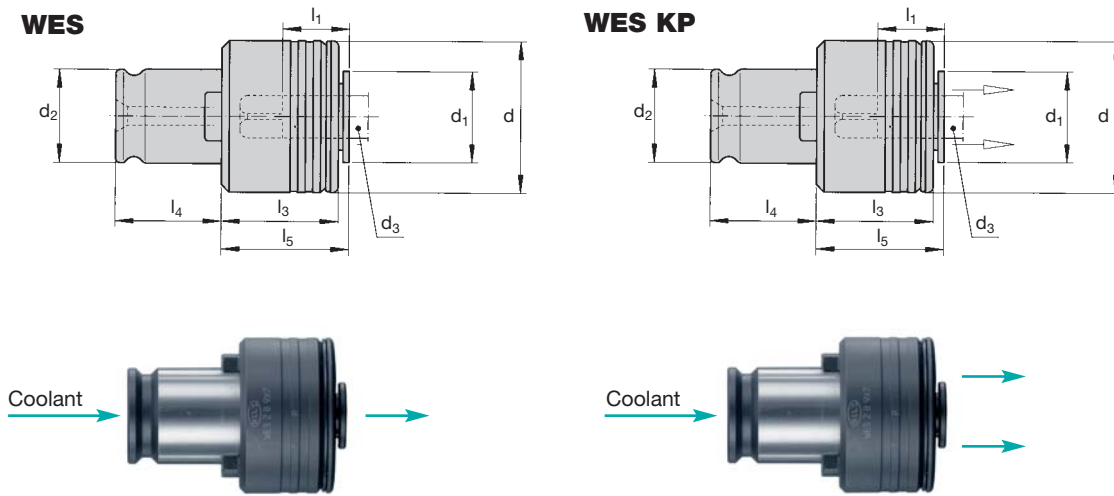 WES
l₁
d₂
d₁
d
l₄
l₃
l₅
d₃
WES KP
l₁
d₂
d₁
d
l₄
l₃
l₅
d₃
Coolant
Coolant